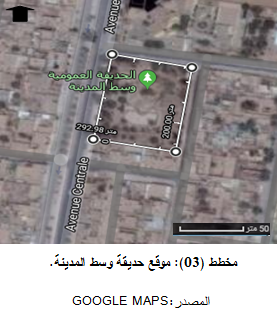 Avenue
الحديقة العمومية
وسط المدينة
200.00 متر
292.98 متر
0
Avenue Centrale
50 متر
مخطط (03): موقع حديقة وسط المدينة.
المصدر: GOOGLE MAPS